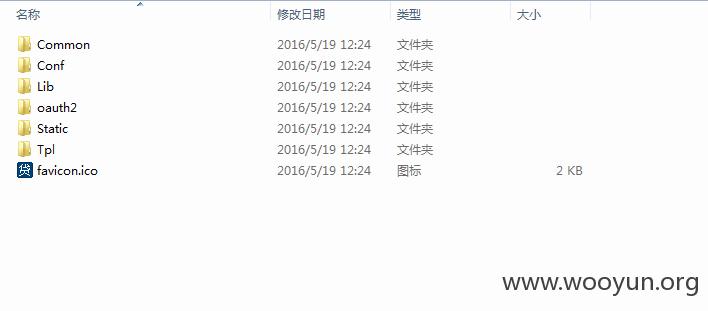 名称 修改日期 类型 大小
Common 2016/5/19 12:24 文件夹
Conf 2016/5/19 12:24 文件夹
Lib 2016/5/19 12:24 文件夹
oauth2 2016/5/19 12:24 文件夹
Static 2016/5/19 12:24 文件夹
Tpl 2016/5/19 12:24 文件夹
贷 favicon.ico 2016/5/19 12:24 图标 2 KB
www.wooyun.org